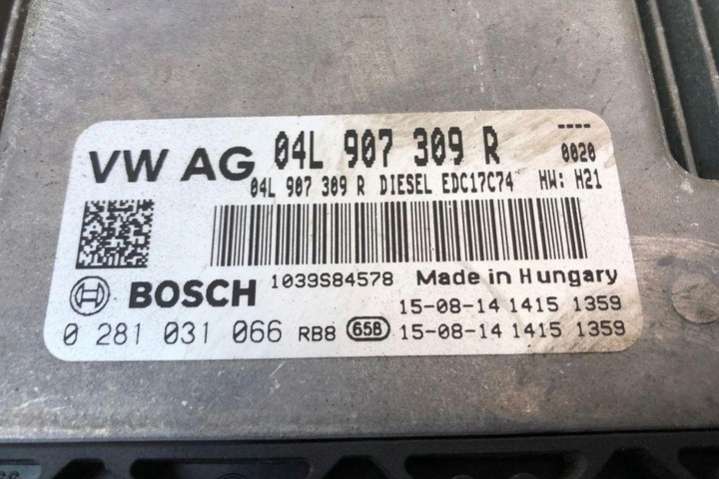 VW AG 04L 907 309 R ----
0020
04L 907 309 R DIESEL EDC17C74 HW: H21
1039S84578 Made in Hungary
BOSCH 15-08-14 1415 1359
0 281 031 066 RB8 658 15-08-14 1415 1359